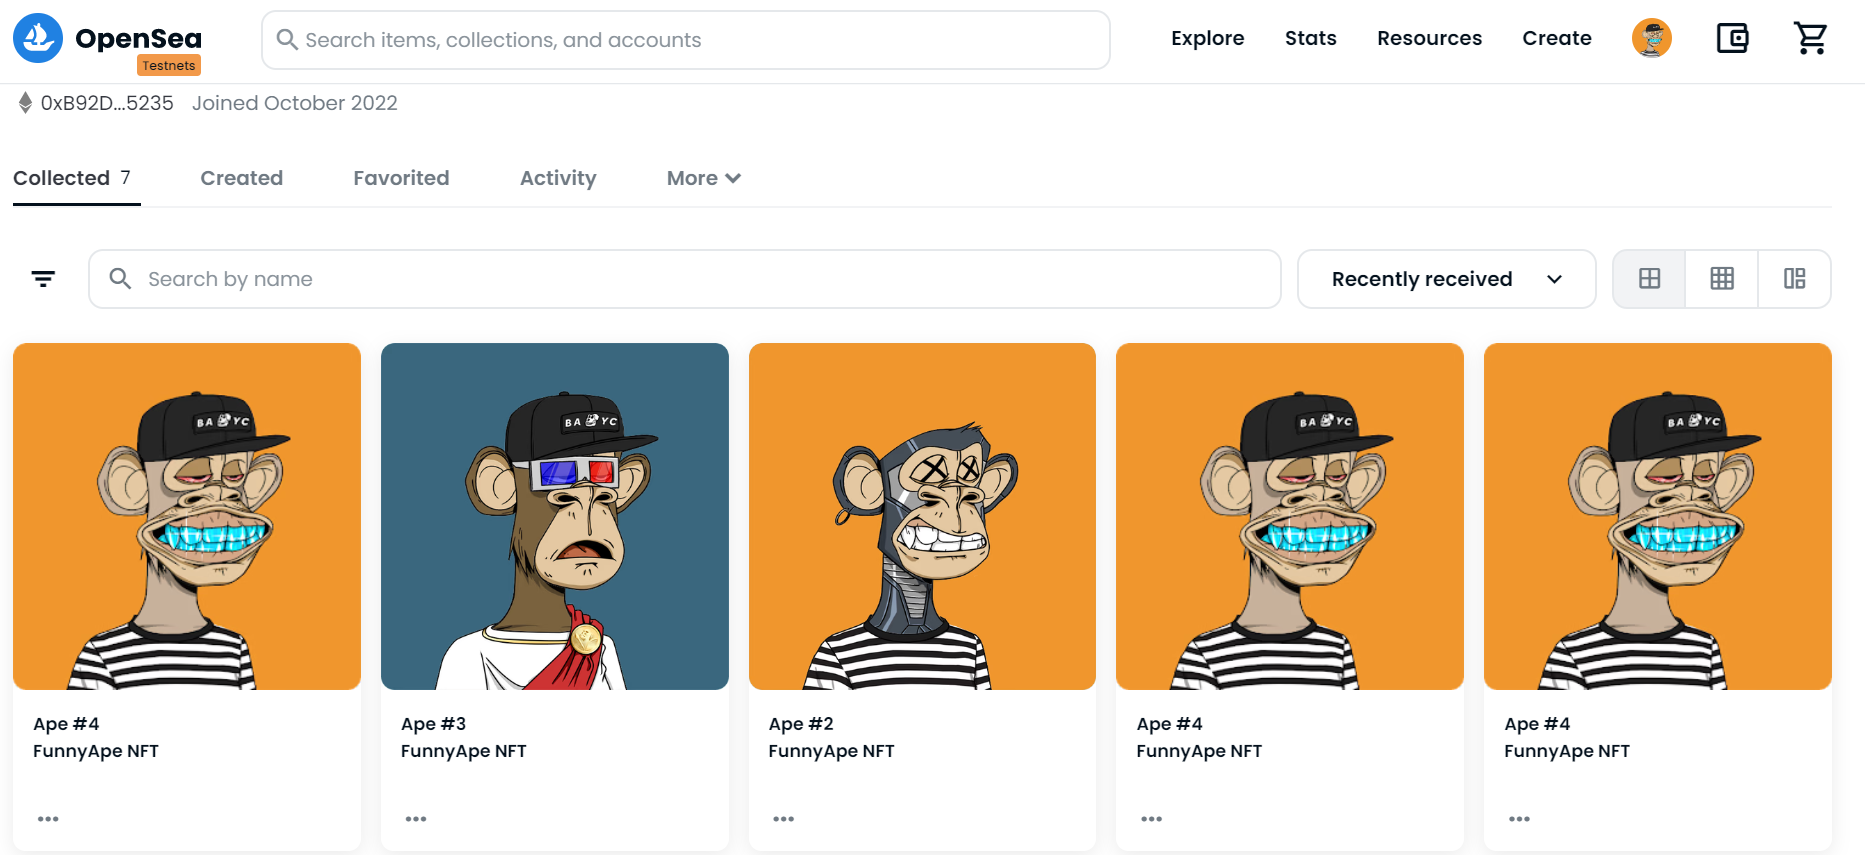 OpenSea
Testnets
Search items, collections, and accounts
Explore
Stats
Resources
Create
0xB92D...5235 Joined October 2022
Collected 7
Created
Favorited
Activity
More
Search by name
Recently received
BA YC
BA YC
BA YC
BA YC
Ape #4
FunnyApe NFT
Ape #3
FunnyApe NFT
Ape #2
FunnyApe NFT
Ape #4
FunnyApe NFT
Ape #4
FunnyApe NFT